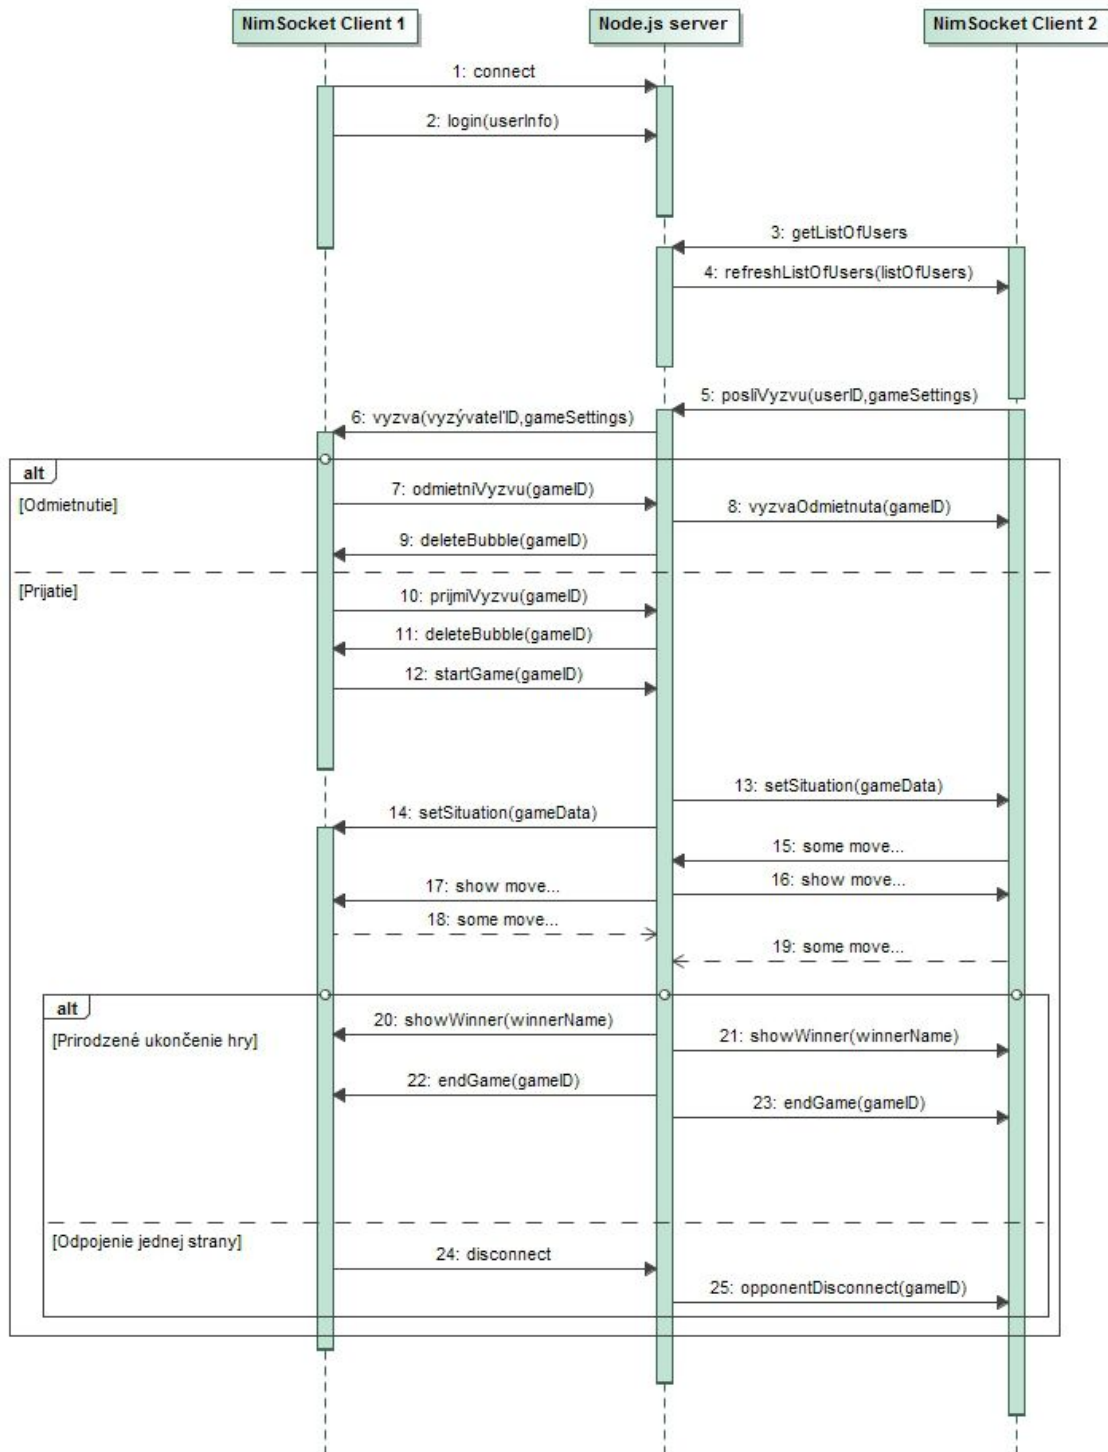 NimSocket Client 1
Node.js server
NimSocket Client 2
1: connect
2: login(userInfo)
3: getListOfUsers
4: refreshListOfUsers(listOfUsers)
5: posliVyzvu(userID,gameSettings)
6: vyzva(vyzývateľID,gameSettings)
alt
[Odmietnutie]
7: odmietniVyzvu(gameID)
8: vyzvaOdmietnuta(gameID)
9: deleteBubble(gameID)
[Prijatie]
10: prijmiVyzvu(gameID)
11: deleteBubble(gameID)
12: startGame(gameID)
13: setSituation(gameData)
14: setSituation(gameData)
15: some move...
16: show move...
17: show move...
18: some move...
19: some move...
alt
[Prirodzené ukončenie hry]
20: showWinner(winnerName)
21: showWinner(winnerName)
22: endGame(gameID)
23: endGame(gameID)
[Odpojenie jednej strany]
24: disconnect
25: opponentDisconnect(gameID)